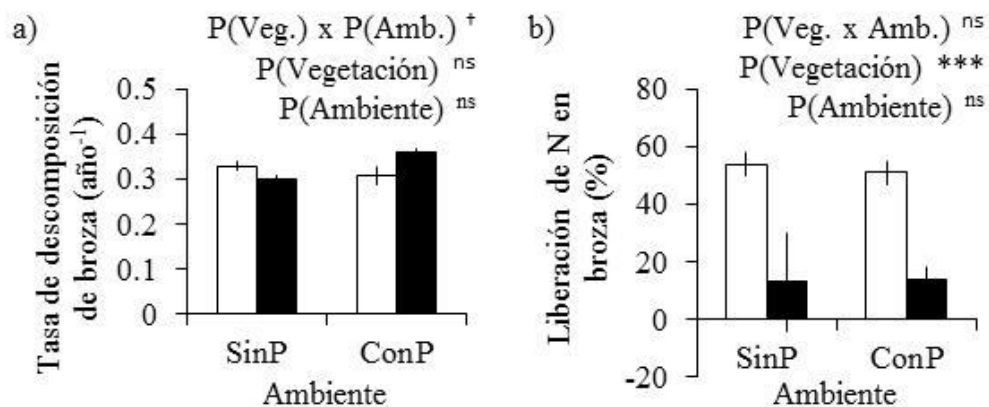 a)
P(Veg.) x P(Amb.) †
P(Vegetación) ns
P(Ambiente) ns
Tasa de descomposición
de broza (año-1)
0.5
0.4
0.3
0.2
0.1
0
SinP
ConP
Ambiente
b)
P(Veg. x Amb.) ns
P(Vegetación) ***
P(Ambiente) ns
Liberación de N en
broza (%)
80
60
40
20
0
-20
SinP
ConP
Ambiente